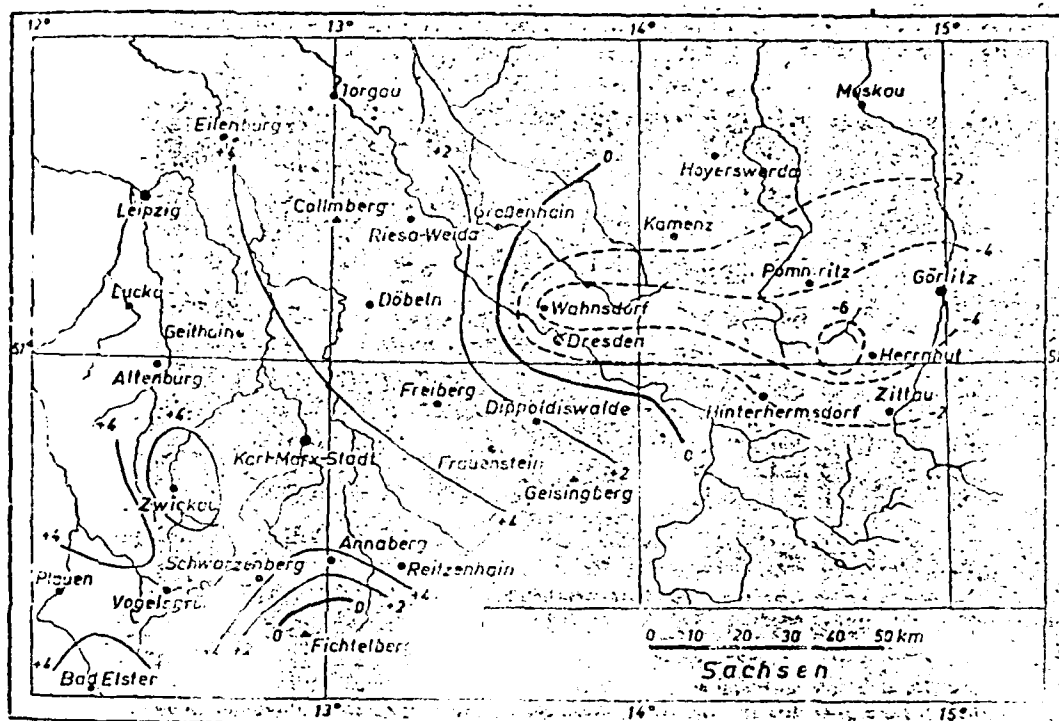 12°
13°
14°
15°
Torgau
Muskau
Eilenburg
+4
+2
0
Hoyerswerda
-2
Leipzig
Collmberg
Großenhain
Riesa-Weida
Kamenz
-4
Pomritz
Görlitz
Lucka
Döbeln
Wahnsdorf
-6
-4
Geithain
Dresden
51°
Herrnhut
Altenburg
Freiberg
Dippoldiswalde
Hinterhermsdorf
Zittau
-2
+4
+4
Karl-Marx-Stadt
Frauenstein
0
+2
Geisingberg
Zwickau
+4
+4
Annaberg
Schwarzenberg
Reitzenhain
Plauen
+4
+2
0
0
Fichtelberg
+4
Bad Elster
0 10 20 30 40 50 km
Sachsen
13°
14°
15°